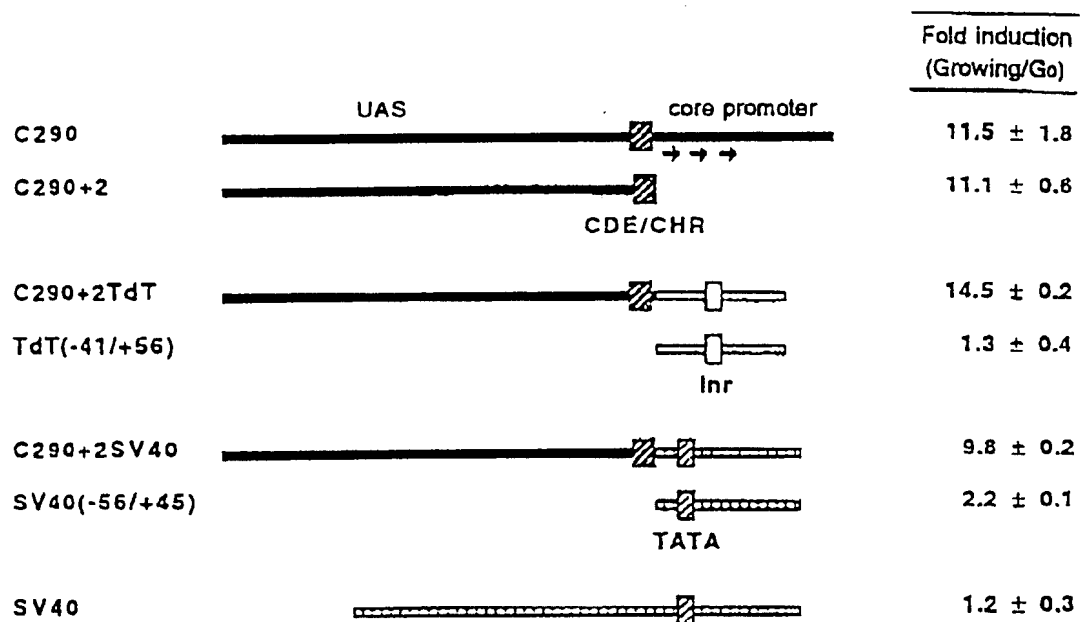 Fold induction
(Growing/Go)
UAS core promoter
C290 11.5 ± 1.8
C290+2 11.1 ± 0.6
CDE/CHR
C290+2TdT 14.5 ± 0.2
TdT(-41/+56) 1.3 ± 0.4
Inr
C290+2SV40 9.8 ± 0.2
SV40(-56/+45) 2.2 ± 0.1
TATA
SV40 1.2 ± 0.3